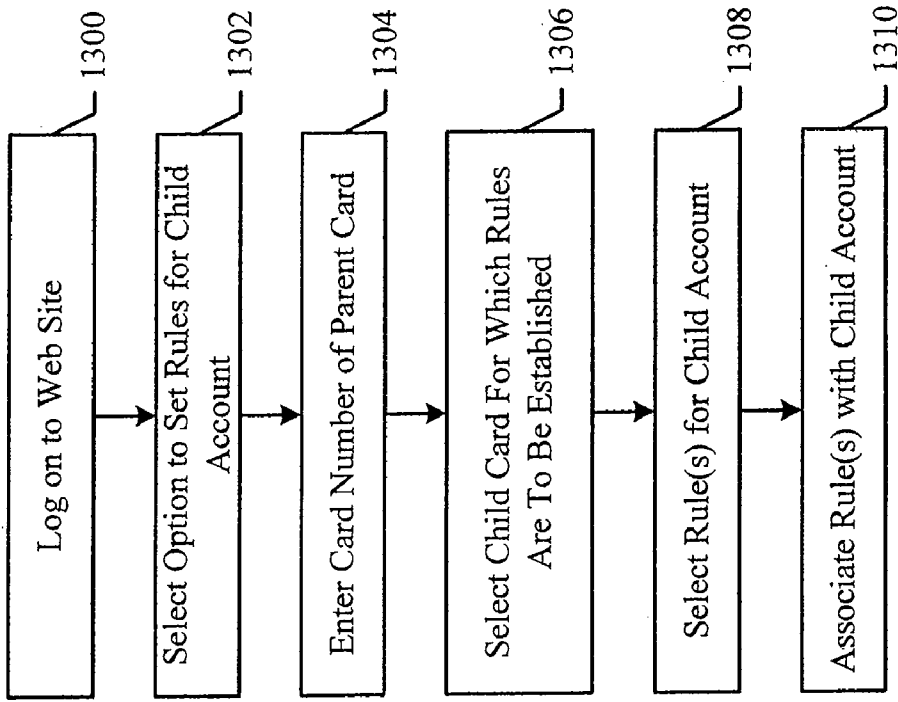 Log on to Web Site
1300
Select Option to Set Rules for Child
Account
1302
Enter Card Number of Parent Card
1304
Select Child Card For Which Rules
Are To Be Established
1306
Select Rule(s) for Child Account
1308
Associate Rule(s) with Child Account
1310